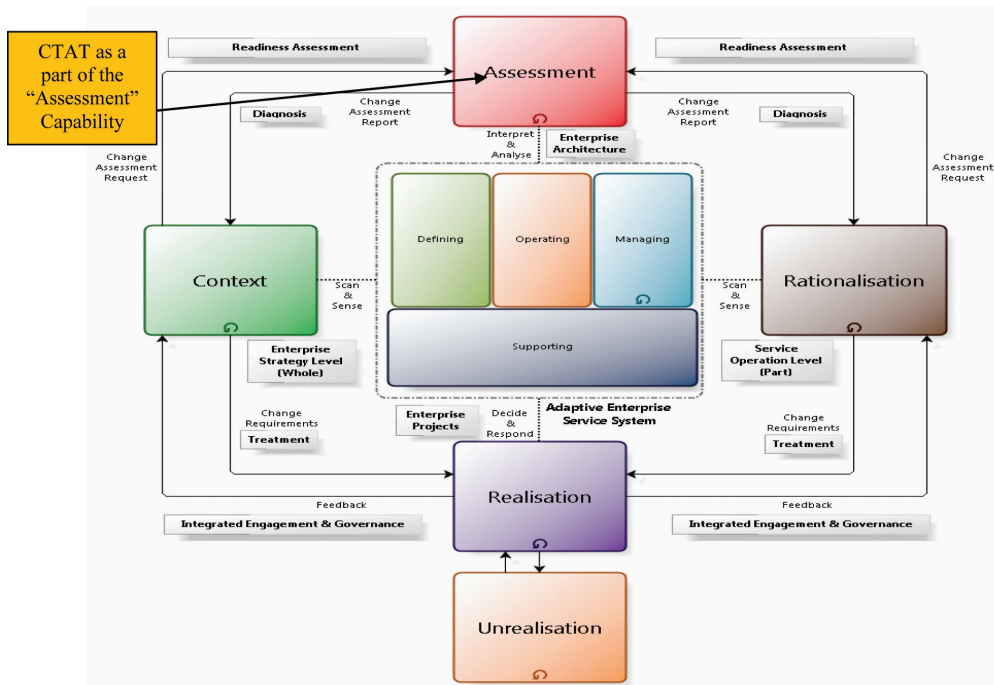 CTAT as a
part of the
“Assessment”
Capability
Readiness Assessment
Readiness Assessment
Assessment
Diagnosis
Change
Assessment
Report
Change
Assessment
Report
Diagnosis
Interpret
&
Analyse
Enterprise
Architecture
Change
Assessment
Request
Change
Assessment
Request
Defining
Operating
Managing
Context
Scan
&
Sense
Scan
&
Sense
Rationalisation
Supporting
Enterprise
Strategy Level
(Whole)
Service
Operation Level
(Part)
Change
Requirements
Treatment
Enterprise
Projects
Decide
&
Respond
Adaptive Enterprise
Service System
Change
Requirements
Treatment
Realisation
Feedback
Feedback
Integrated Engagement & Governance
Integrated Engagement & Governance
Unrealisation